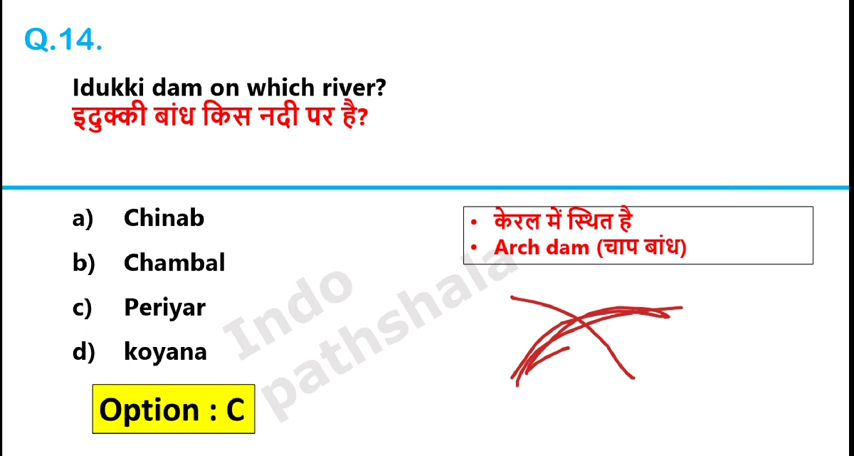 Q.14.
Idukki dam on which river?
इदुक्की बांध किस नदी पर है?
a) Chinab
b) Chambal
c) Periyar
d) koyana
Option : C
• केरल में स्थित है
• Arch dam (चाप बांध)
Indo
pathshala